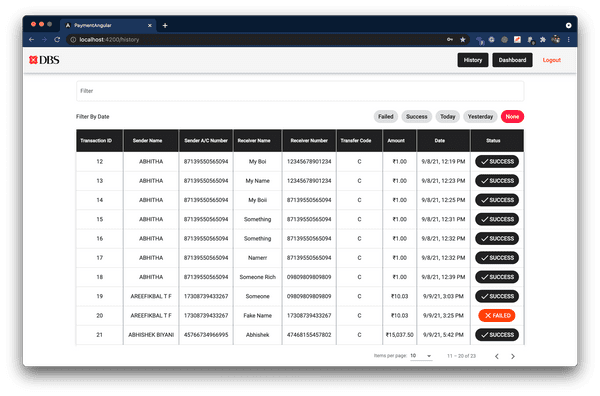 PaymentAngular
localhost:4200/history
DBS
History Dashboard Logout
Filter
Filter By Date Failed Success Today Yesterday None
Transaction ID Sender Name Sender A/C Number Receiver Name Receiver Number Transfer Code Amount Date Status
12 ABHITHA 87139550565094 My Boi 12345678901234 C ₹1.00 9/8/21, 12:19 PM SUCCESS
13 ABHITHA 87139550565094 My Name 12345678901234 C ₹1.00 9/8/21, 12:23 PM SUCCESS
14 ABHITHA 87139550565094 My Boii 87139550565094 C ₹1.00 9/8/21, 12:25 PM SUCCESS
15 ABHITHA 87139550565094 Something 87139550565094 C ₹1.00 9/8/21, 12:31 PM SUCCESS
16 ABHITHA 87139550565094 Something 87139550565094 C ₹1.00 9/8/21, 12:32 PM SUCCESS
17 ABHITHA 87139550565094 Namerr 87139550565094 C ₹1.00 9/8/21, 12:32 PM SUCCESS
18 ABHITHA 87139550565094 Someone Rich 09809809809809 C ₹1.00 9/8/21, 12:39 PM SUCCESS
19 AREEFIKBAL T F 17308739433267 Someone 09809809809809 C ₹10.03 9/9/21, 3:03 PM SUCCESS
20 AREEFIKBAL T F 17308739433267 Fake Name 17308739433267 C ₹10.03 9/9/21, 3:25 PM FAILED
21 ABHISHEK BIYANI 45766734966995 Abhishek 47468155457802 C ₹15,037.50 9/9/21, 5:42 PM SUCCESS
Items per page: 10 11 – 20 of 23